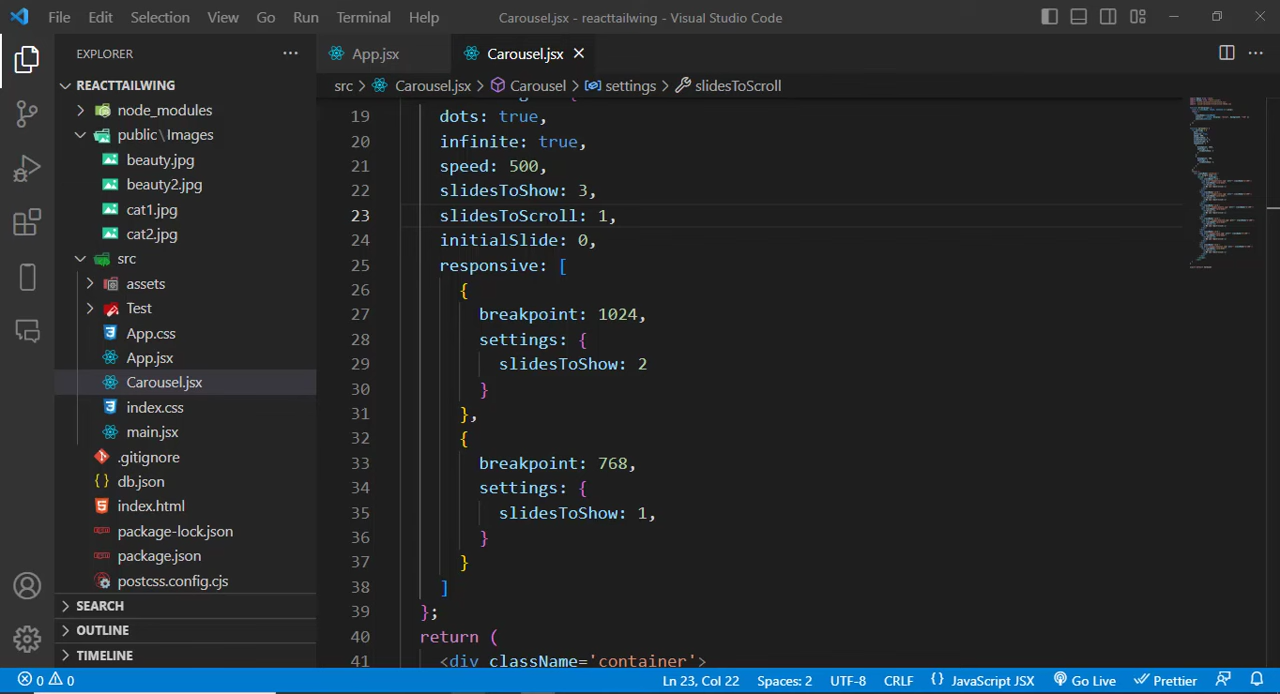 File Edit Selection View Go Run Terminal Help Carousel.jsx - reacttailwing - Visual Studio Code
EXPLORER
REACTTAILWING
node_modules
public\Images
beauty.jpg
beauty2.jpg
cat1.jpg
cat2.jpg
src
assets
Test
App.css
App.jsx
Carousel.jsx
index.css
main.jsx
.gitignore
db.json
index.html
package-lock.json
package.json
postcss.config.cjs
SEARCH
OUTLINE
TIMELINE
App.jsx Carousel.jsx
src > Carousel.jsx > Carousel > settings > slidesToScroll
19 dots: true,
20 infinite: true,
21 speed: 500,
22 slidesToShow: 3,
23 slidesToScroll: 1,
24 initialSlide: 0,
25 responsive: [
26 {
27 breakpoint: 1024,
28 settings: {
29 slidesToShow: 2
30 }
31 },
32 {
33 breakpoint: 768,
34 settings: {
35 slidesToShow: 1,
36 }
37 }
38 ]
39 };
40 return (
41 <div className='container'>
0 0 Ln 23, Col 22 Spaces: 2 UTF-8 CRLF {} JavaScript JSX Go Live Prettier